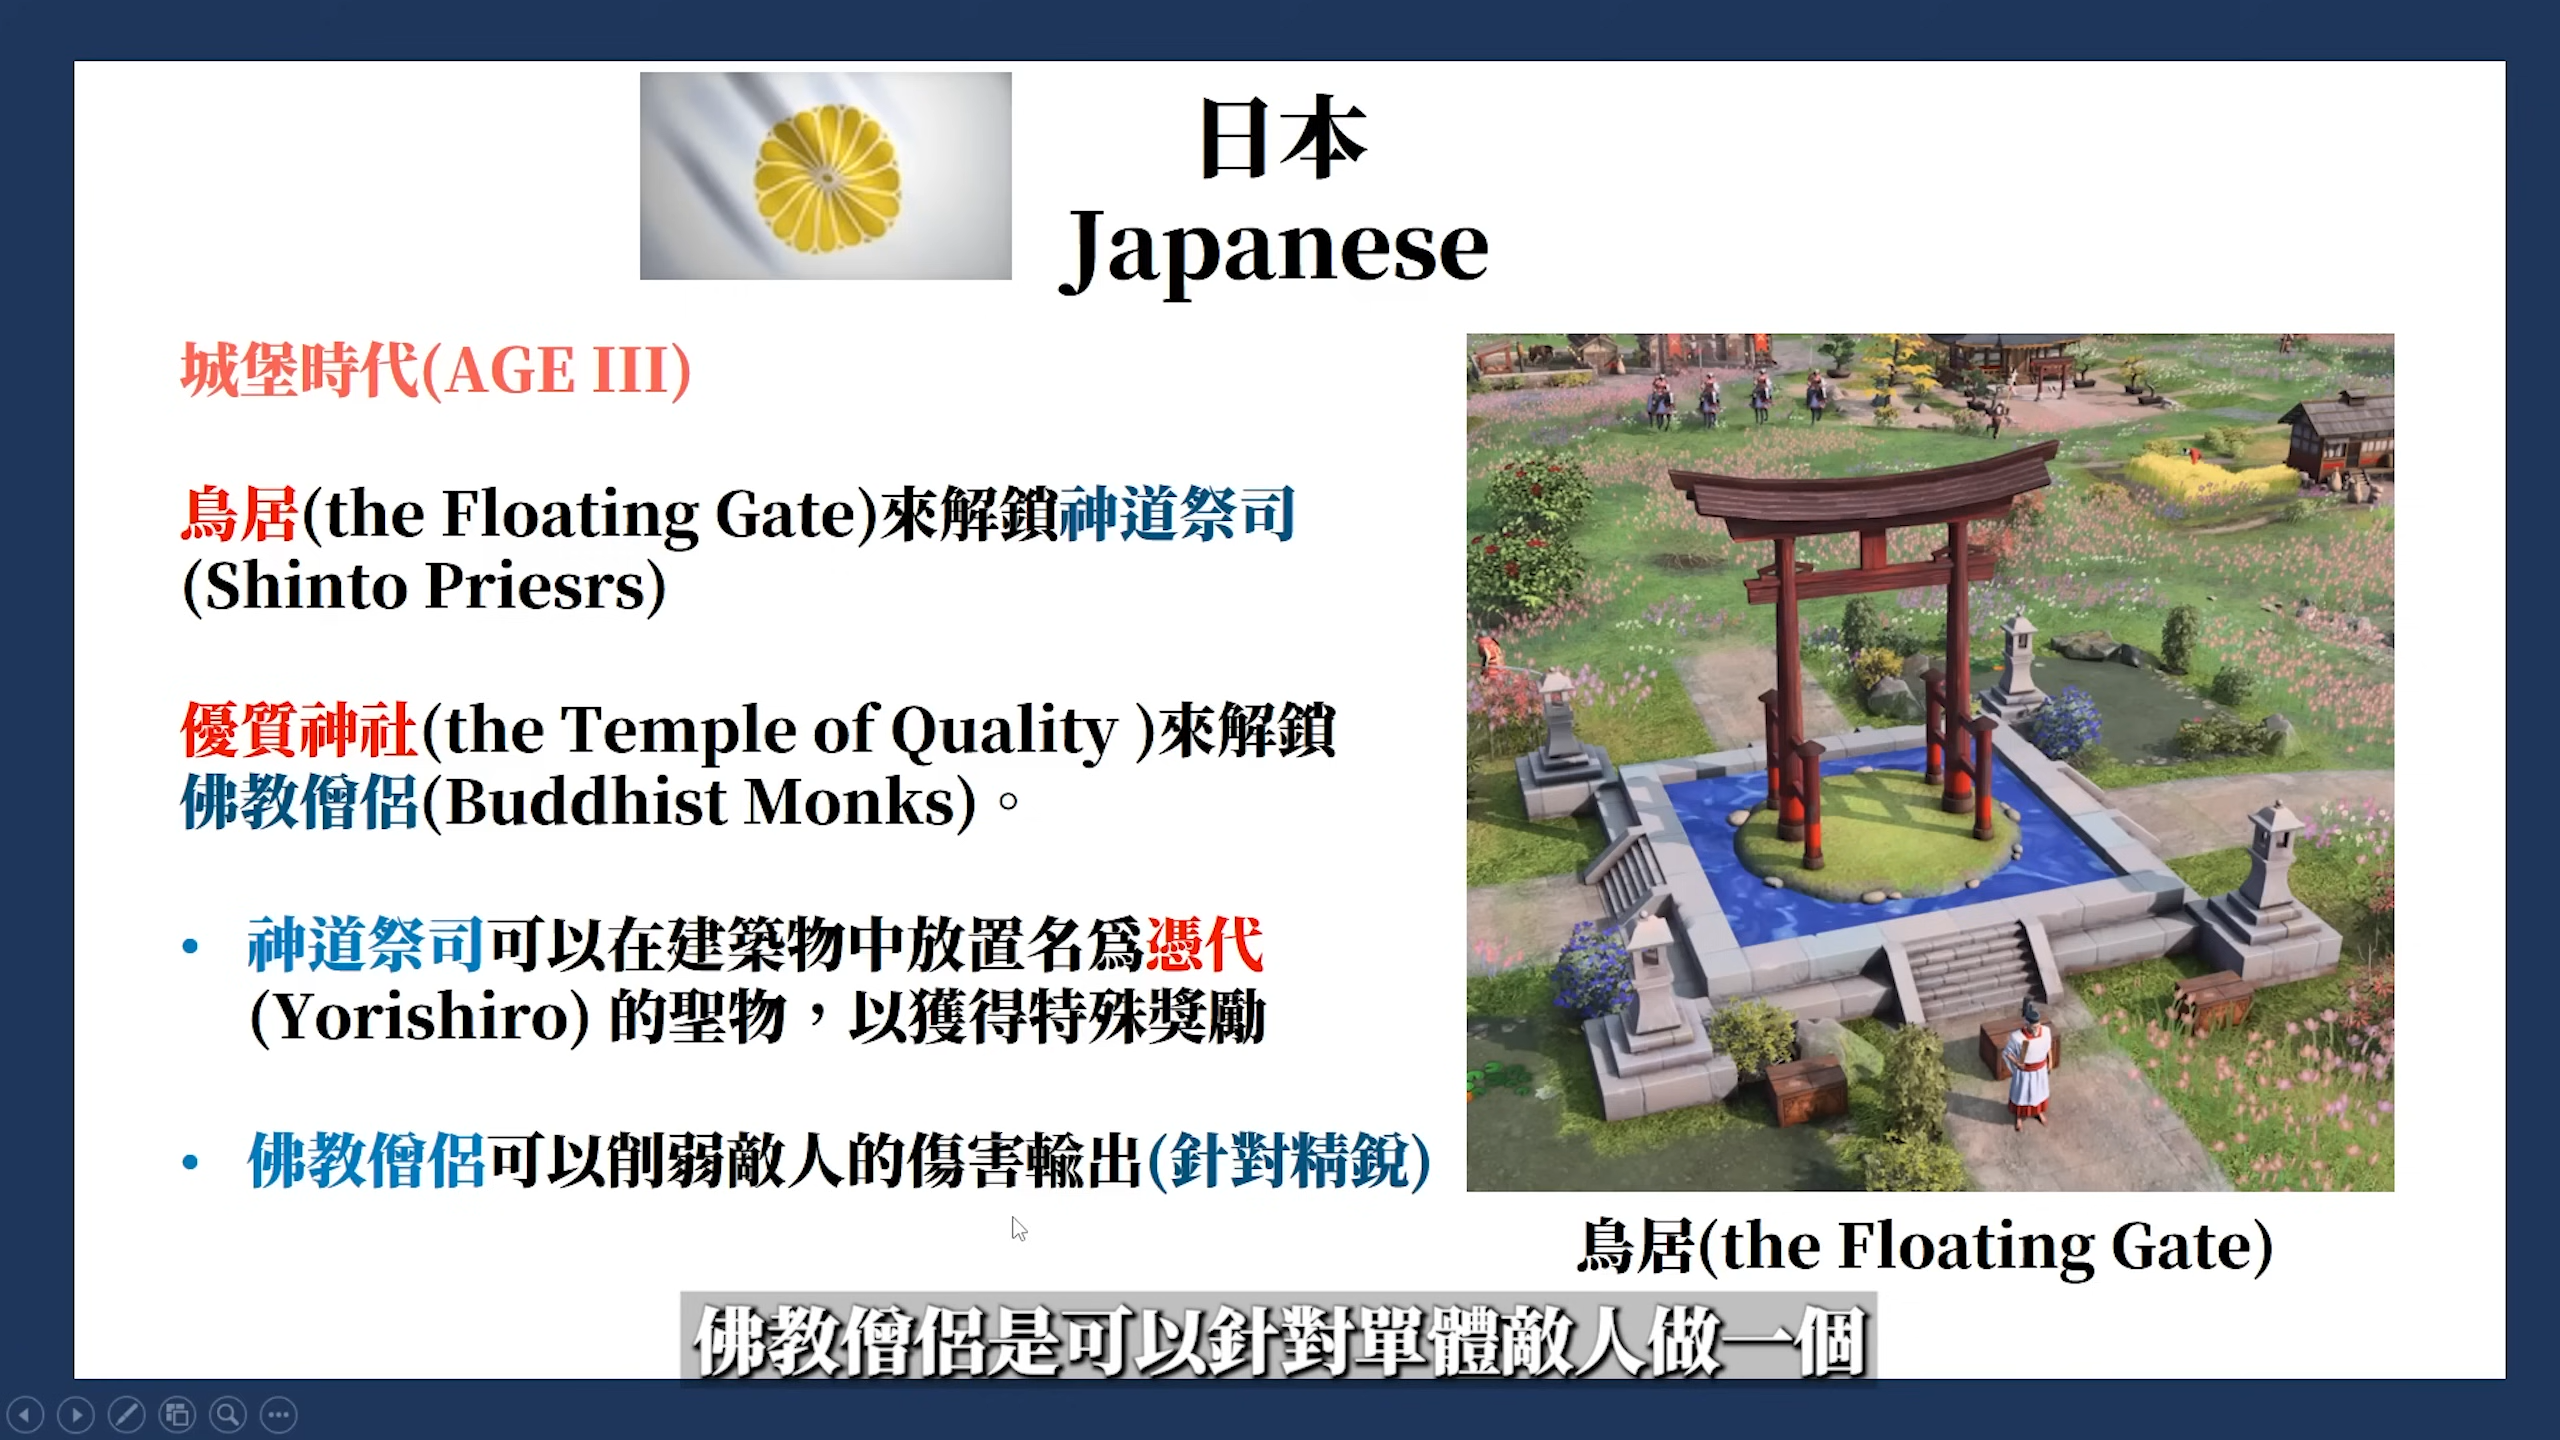 日本
Japanese
城堡時代(AGE III)
鳥居(the Floating Gate)來解鎖神道祭司
(Shinto Priesrs)
優質神社(the Temple of Quality )來解鎖
佛教僧侶(Buddhist Monks)。
• 神道祭司可以在建築物中放置名為憑代
(Yorishiro) 的聖物，以獲得特殊獎勵
• 佛教僧侶可以削弱敵人的傷害輸出(針對精銳)
鳥居(the Floating Gate)
佛教僧侶是可以針對單體敵人做一個